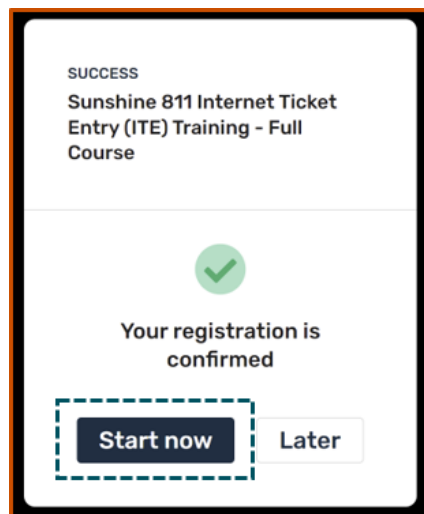 SUCCESS
Sunshine 811 Internet Ticket
Entry (ITE) Training - Full
Course
Your registration is
confirmed
Start now
Later